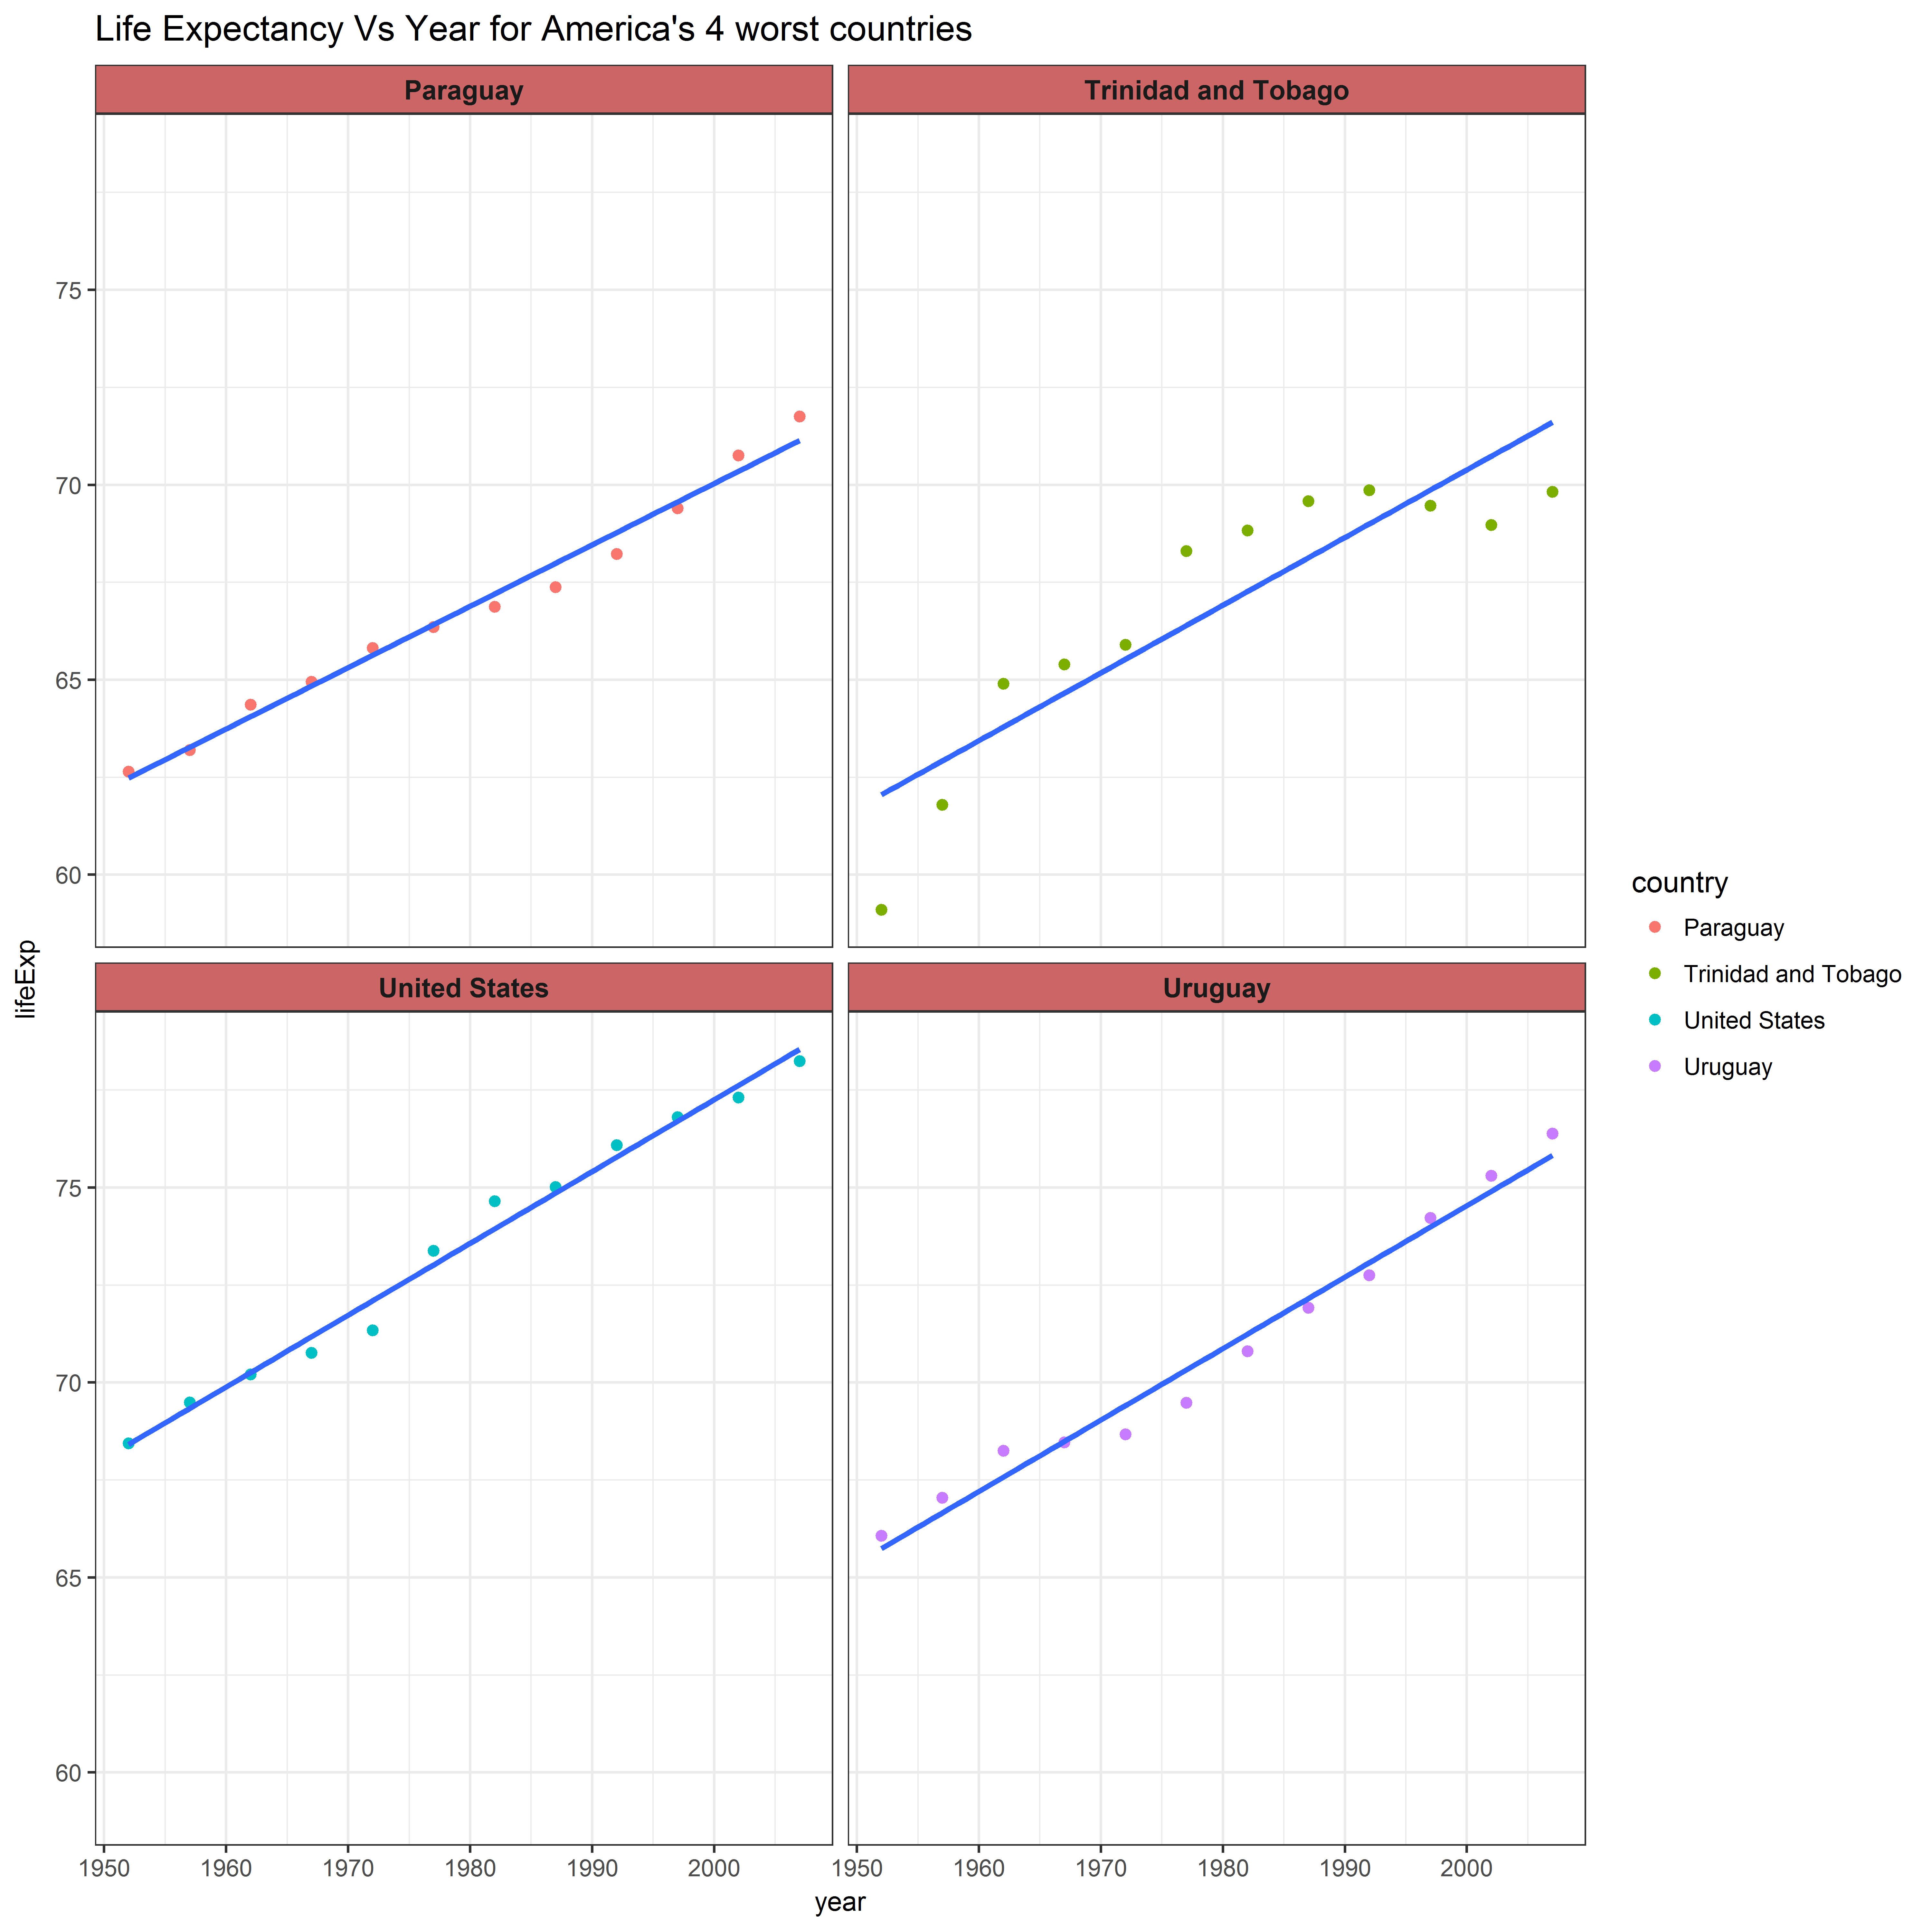 Life Expectancy Vs Year for America's 4 worst countries
Paraguay
Trinidad and Tobago
75
70
65
60
United States
Uruguay
75
70
65
60
1950 1960 1970 1980 1990 2000
1950 1960 1970 1980 1990 2000
year
lifeExp
country
Paraguay
Trinidad and Tobago
United States
Uruguay